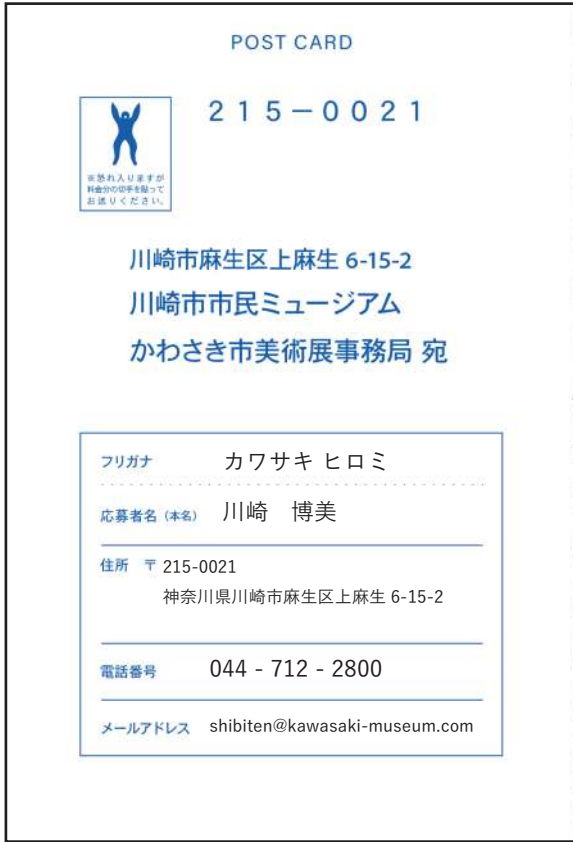 POST CARD
215-0021
※恐れ入りますが
料金分の切手を貼って
お送りください。
川崎市麻生区上麻生 6-15-2
川崎市市民ミュージアム
かわさき市美術展事務局 宛
フリガナ カワサキ ヒロミ
応募者名（本名） 川崎　博美
住所 〒 215-0021
神奈川県川崎市麻生区上麻生 6-15-2
電話番号 044 - 712 - 2800
メールアドレス shibiten@kawasaki-museum.com